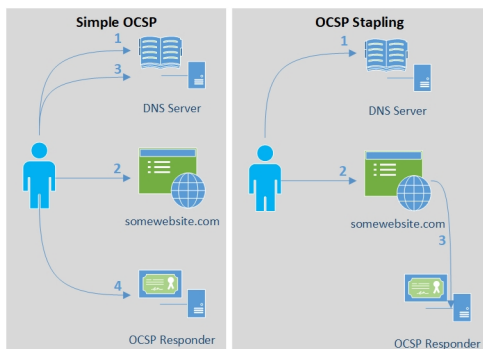 Simple OCSP
1
3
DNS Server
2
somewebsite.com
4
OCSP Responder
OCSP Stapling
1
DNS Server
2
somewebsite.com
3
OCSP Responder